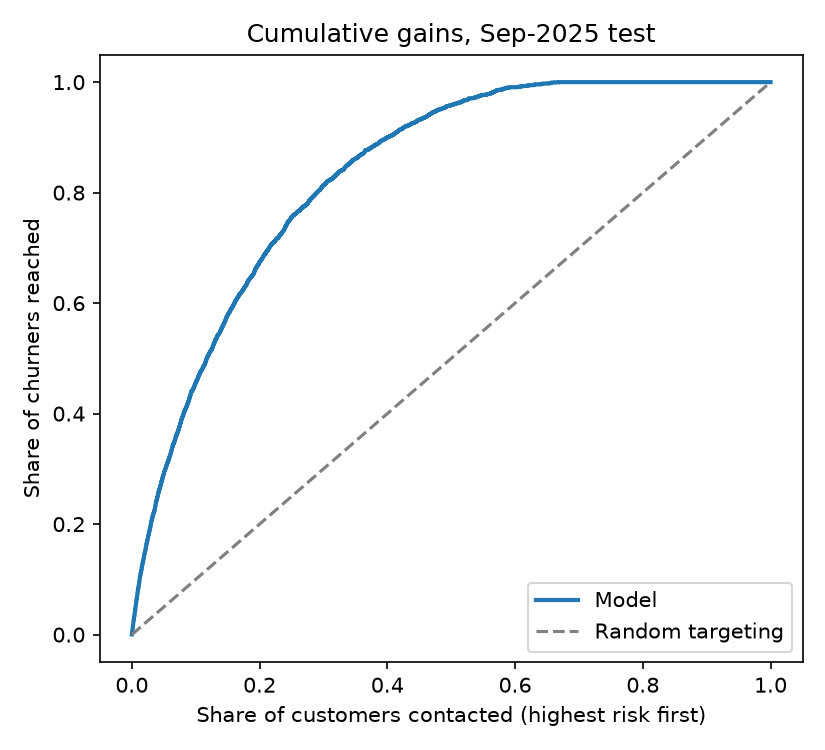 Cumulative gains, Sep-2025 test
Share of churners reached
1.0
0.8
0.6
0.4
0.2
0.0
0.0 0.2 0.4 0.6 0.8 1.0
Share of customers contacted (highest risk first)
Model
Random targeting